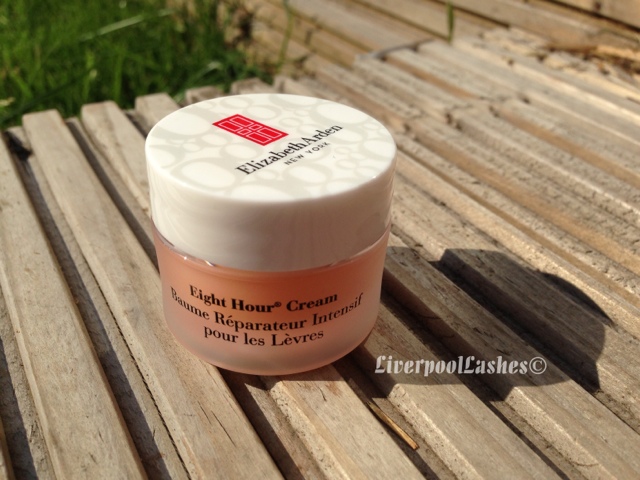 Elizabeth Arden
NEW YORK
Eight Hour® Cream
Baume Réparateur Intensif
pour les Lèvres
LiverpoolLashes©